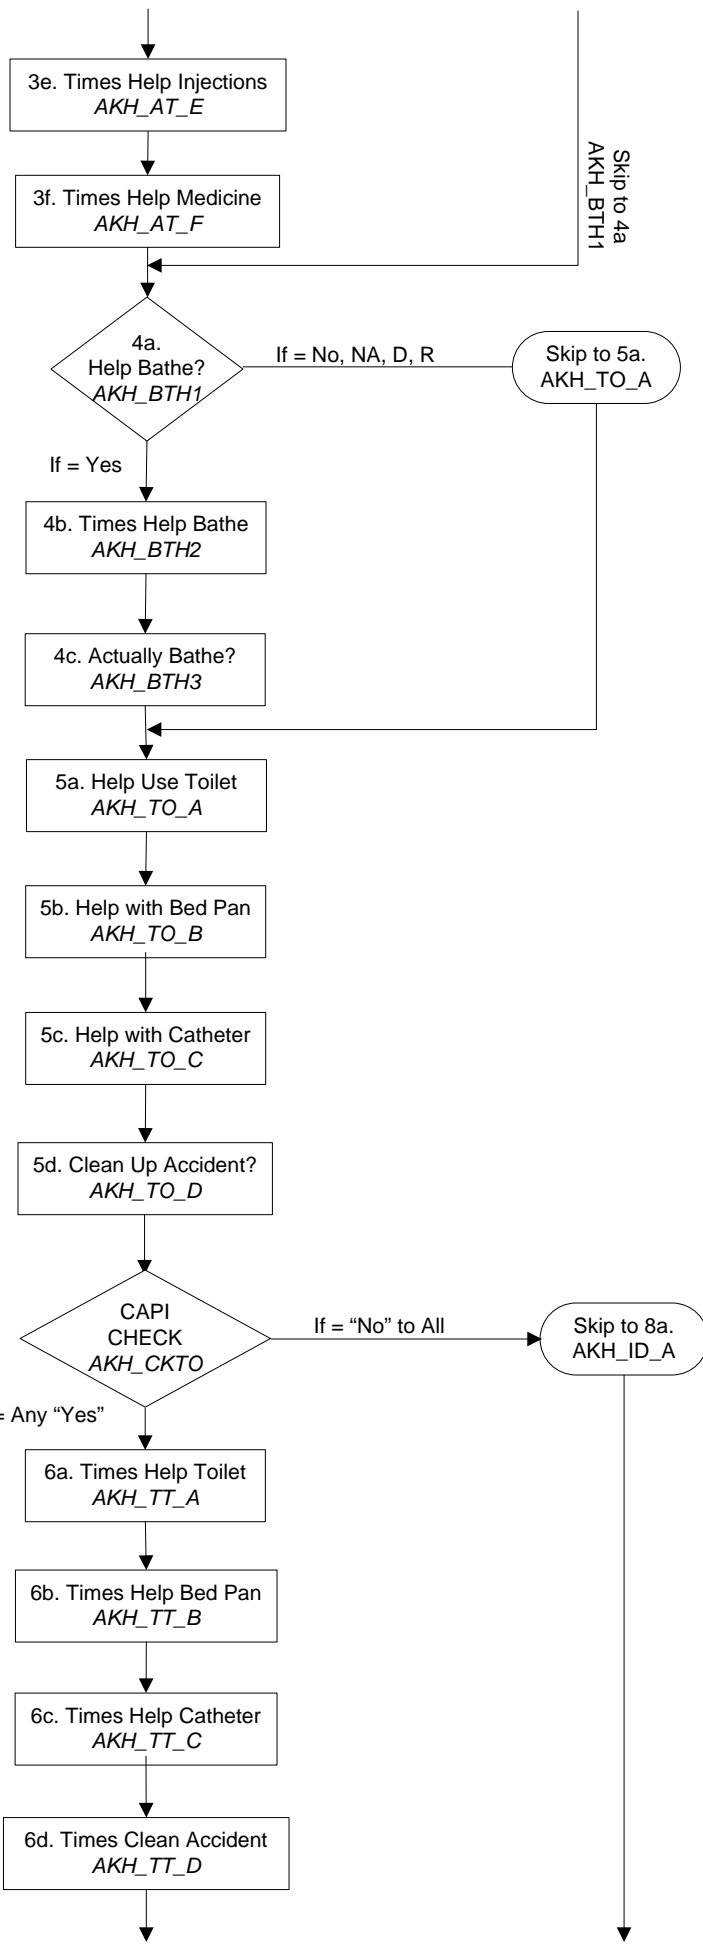 3e. Times Help Injections
AKH_AT_E
Skip to 4a
AKH_BTH1
3f. Times Help Medicine
AKH_AT_F
4a.
Help Bathe?
AKH_BTH1
If = No, NA, D, R
Skip to 5a.
AKH_TO_A
If = Yes
4b. Times Help Bathe
AKH_BTH2
4c. Actually Bathe?
AKH_BTH3
5a. Help Use Toilet
AKH_TO_A
5b. Help with Bed Pan
AKH_TO_B
5c. Help with Catheter
AKH_TO_C
5d. Clean Up Accident?
AKH_TO_D
CAPI
CHECK
AKH_CKTO
If = “No” to All
Skip to 8a.
AKH_ID_A
= Any “Yes”
6a. Times Help Toilet
AKH_TT_A
6b. Times Help Bed Pan
AKH_TT_B
6c. Times Help Catheter
AKH_TT_C
6d. Times Clean Accident
AKH_TT_D